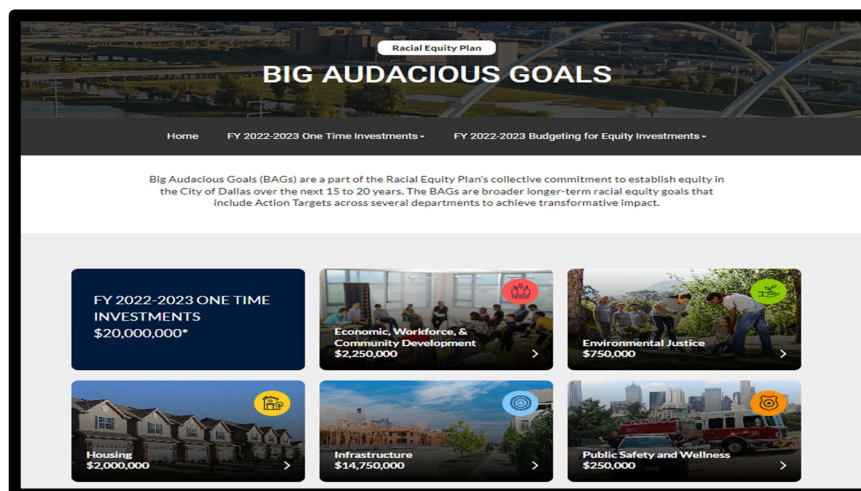 Racial Equity Plan
BIG AUDACIOUS GOALS
Home FY 2022-2023 One Time Investments FY 2022-2023 Budgeting for Equity Investments
Big Audacious Goals (BAGs) are a part of the Racial Equity Plan's collective commitment to establish equity in
the City of Dallas over the next 15 to 20 years. The BAGs are broader longer-term racial equity goals that
include Action Targets across several departments to achieve transformative impact.
FY 2022-2023 ONE TIME
INVESTMENTS
$20,000,000*
Economic, Workforce, &
Community Development
$2,250,000
Environmental Justice
$750,000
Housing
$2,000,000
Infrastructure
$14,750,000
Public Safety and Wellness
$250,000